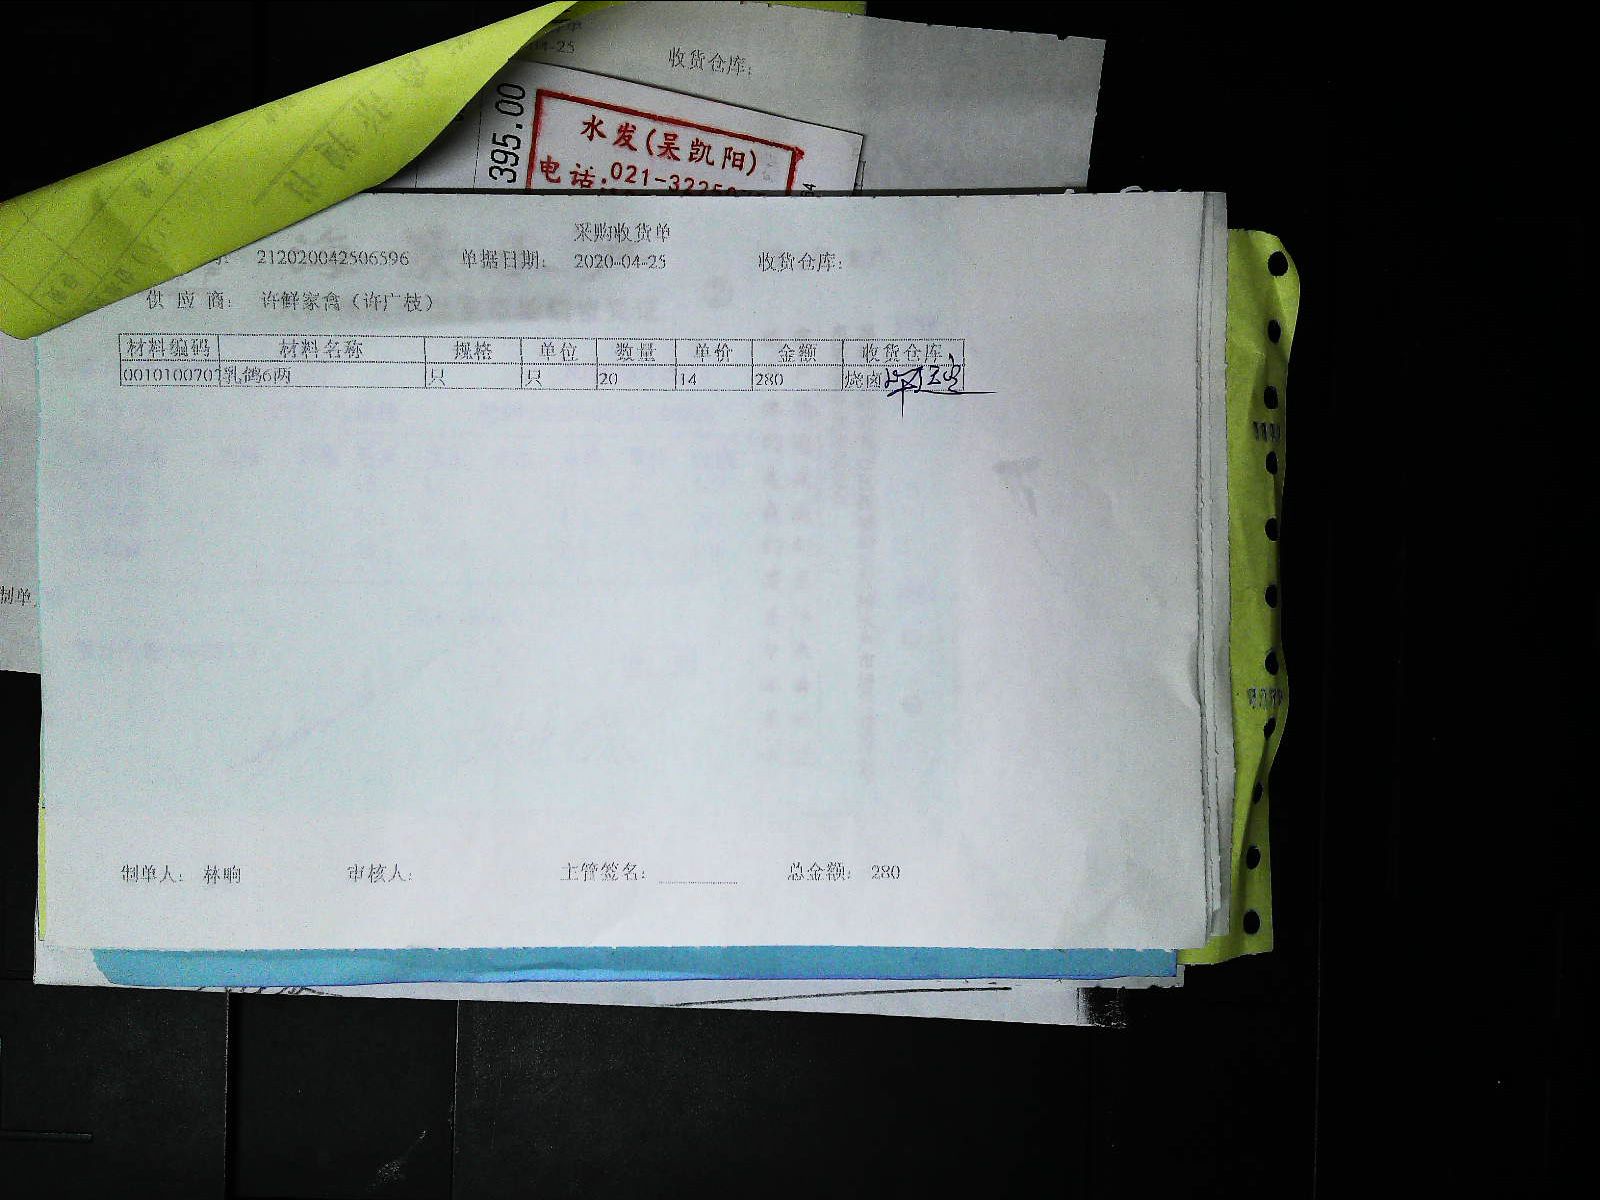 04-25
收货仓库:
395.00
水发(吴凯阳)
电话.021-32250
采购收货单
212020042506596 单据日期: 2020-04-25 收货仓库:
供应商: 许鲜家禽(许广枝)
材料编码 材料名称 规格 单位 数量 单价 金额 收货仓库
0010100707 乳鸽6两 只 只 20 14 280 烧卤
制单
制单人: 林响 审核人: 主管签名: 总金额: 280